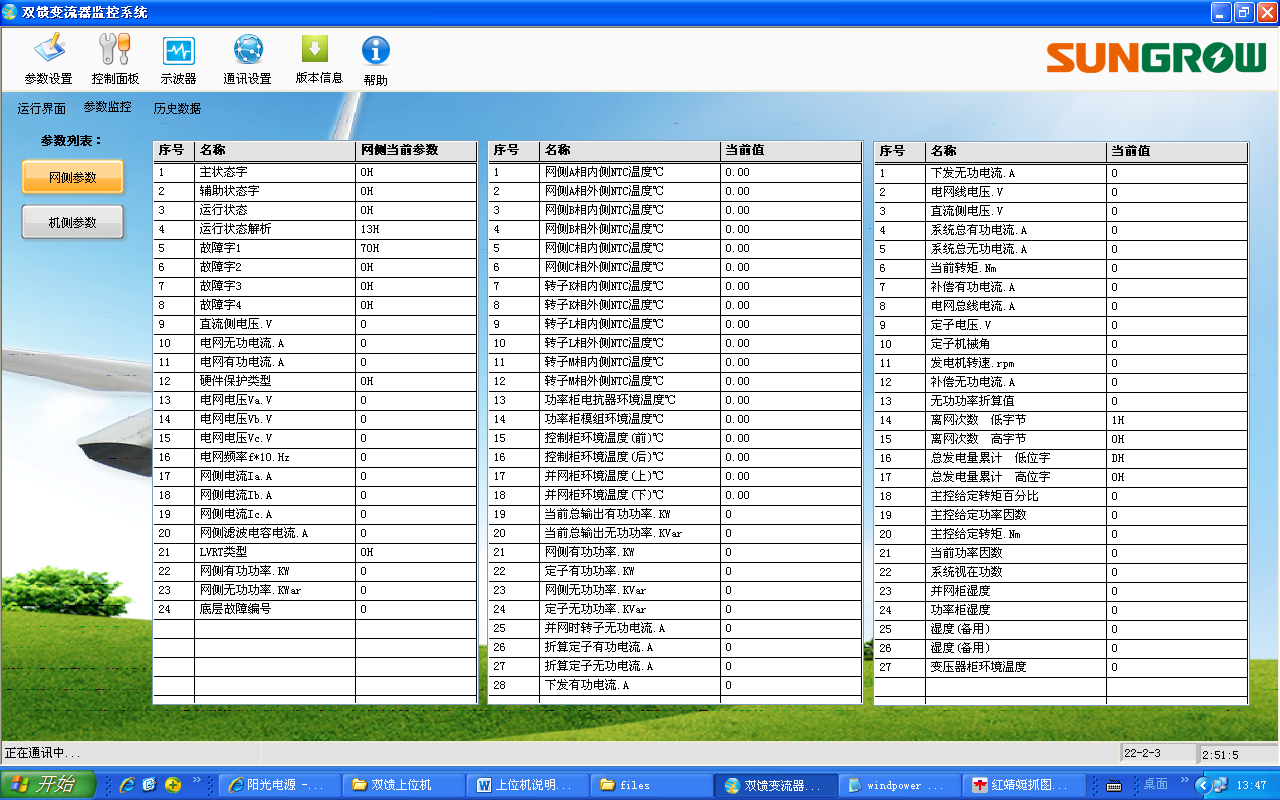 双馈变流器监控系统
参数设置 控制面板 示波器 通讯设置 版本信息 帮助
SUNGROW
运行界面 参数监控 历史数据
参数列表：
网侧参数
机侧参数
序号 名称 网侧当前参数
1 主状态字 0H
2 辅助状态字 0H
3 运行状态 0H
4 运行状态解析 13H
5 故障字1 70H
6 故障字2 0H
7 故障字3 0H
8 故障字4 0H
9 直流侧电压.V 0
10 电网无功电流.A 0
11 电网有功电流.A 0
12 硬件保护类型 0H
13 电网电压Va.V 0
14 电网电压Vb.V 0
15 电网电压Vc.V 0
16 电网频率f*10.Hz 0
17 网侧电流Ia.A 0
18 网侧电流Ib.A 0
19 网侧电流Ic.A 0
20 网侧滤波电容电流.A 0
21 LVRT类型 0H
22 网侧有功功率.KW 0
23 网侧无功功率.KWar 0
24 底层故障编号 0
序号 名称 当前值
1 网侧A相内侧NTC温度℃ 0.00
2 网侧A相外侧NTC温度℃ 0.00
3 网侧B相内侧NTC温度℃ 0.00
4 网侧B相外侧NTC温度℃ 0.00
5 网侧C相内侧NTC温度℃ 0.00
6 网侧C相外侧NTC温度℃ 0.00
7 转子K相内侧NTC温度℃ 0.00
8 转子K相外侧NTC温度℃ 0.00
9 转子L相内侧NTC温度℃ 0.00
10 转子L相外侧NTC温度℃ 0.00
11 转子M相内侧NTC温度℃ 0.00
12 转子M相外侧NTC温度℃ 0.00
13 功率柜电抗器环境温度℃ 0.00
14 功率柜模组环境温度℃ 0.00
15 控制柜环境温度(前)℃ 0.00
16 控制柜环境温度(后)℃ 0.00
17 并网柜环境温度(上)℃ 0.00
18 并网柜环境温度(下)℃ 0.00
19 当前总输出有功功率.KW 0
20 当前总输出无功功率.KVar 0
21 网侧有功功率.KW 0
22 定子有功功率.KW 0
23 网侧无功功率.KVar 0
24 定子无功功率.KVar 0
25 并网时转子无功电流.A 0
26 折算定子有功电流.A 0
27 折算定子无功电流.A 0
28 下发有功电流.A 0
序号 名称 当前值
1 下发无功电流.A 0
2 电网线电压.V 0
3 直流侧电压.V 0
4 系统总有功电流.A 0
5 系统总无功电流.A 0
6 当前转矩.Nm 0
7 补偿有功电流.A 0
8 电网总线电流.A 0
9 定子电压.V 0
10 定子机械角 0
11 发电机转速.rpm 0
12 补偿无功电流.A 0
13 无功功率折算值 0
14 离网次数 低字节 1H
15 离网次数 高字节 0H
16 总发电量累计 低位字 DH
17 总发电量累计 高位字 0H
18 主控给定转矩百分比 0
19 主控给定功率因数 0
20 主控给定转矩.Nm 0
21 当前功率因数 0
22 系统视在功数 0
23 并网柜湿度 0
24 功率柜湿度 0
25 湿度(备用) 0
26 湿度(备用) 0
27 变压器柜环境温度 0
正在通讯中... 22-2-3 2:51:5
开始 阳光电源 -... 双馈上位机 上位机说明... files 双馈变流器... windpower ... 红蜻蜓抓图... 桌面 13:47